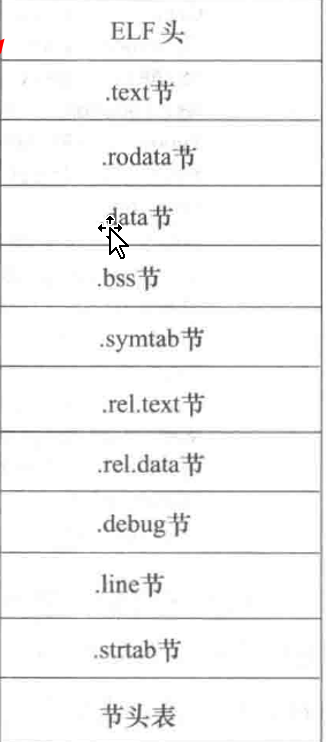 ELF 头
.text节
.rodata节
.data节
.bss节
.symtab节
.rel.text节
.rel.data节
.debug节
.line节
.strtab节
节头表